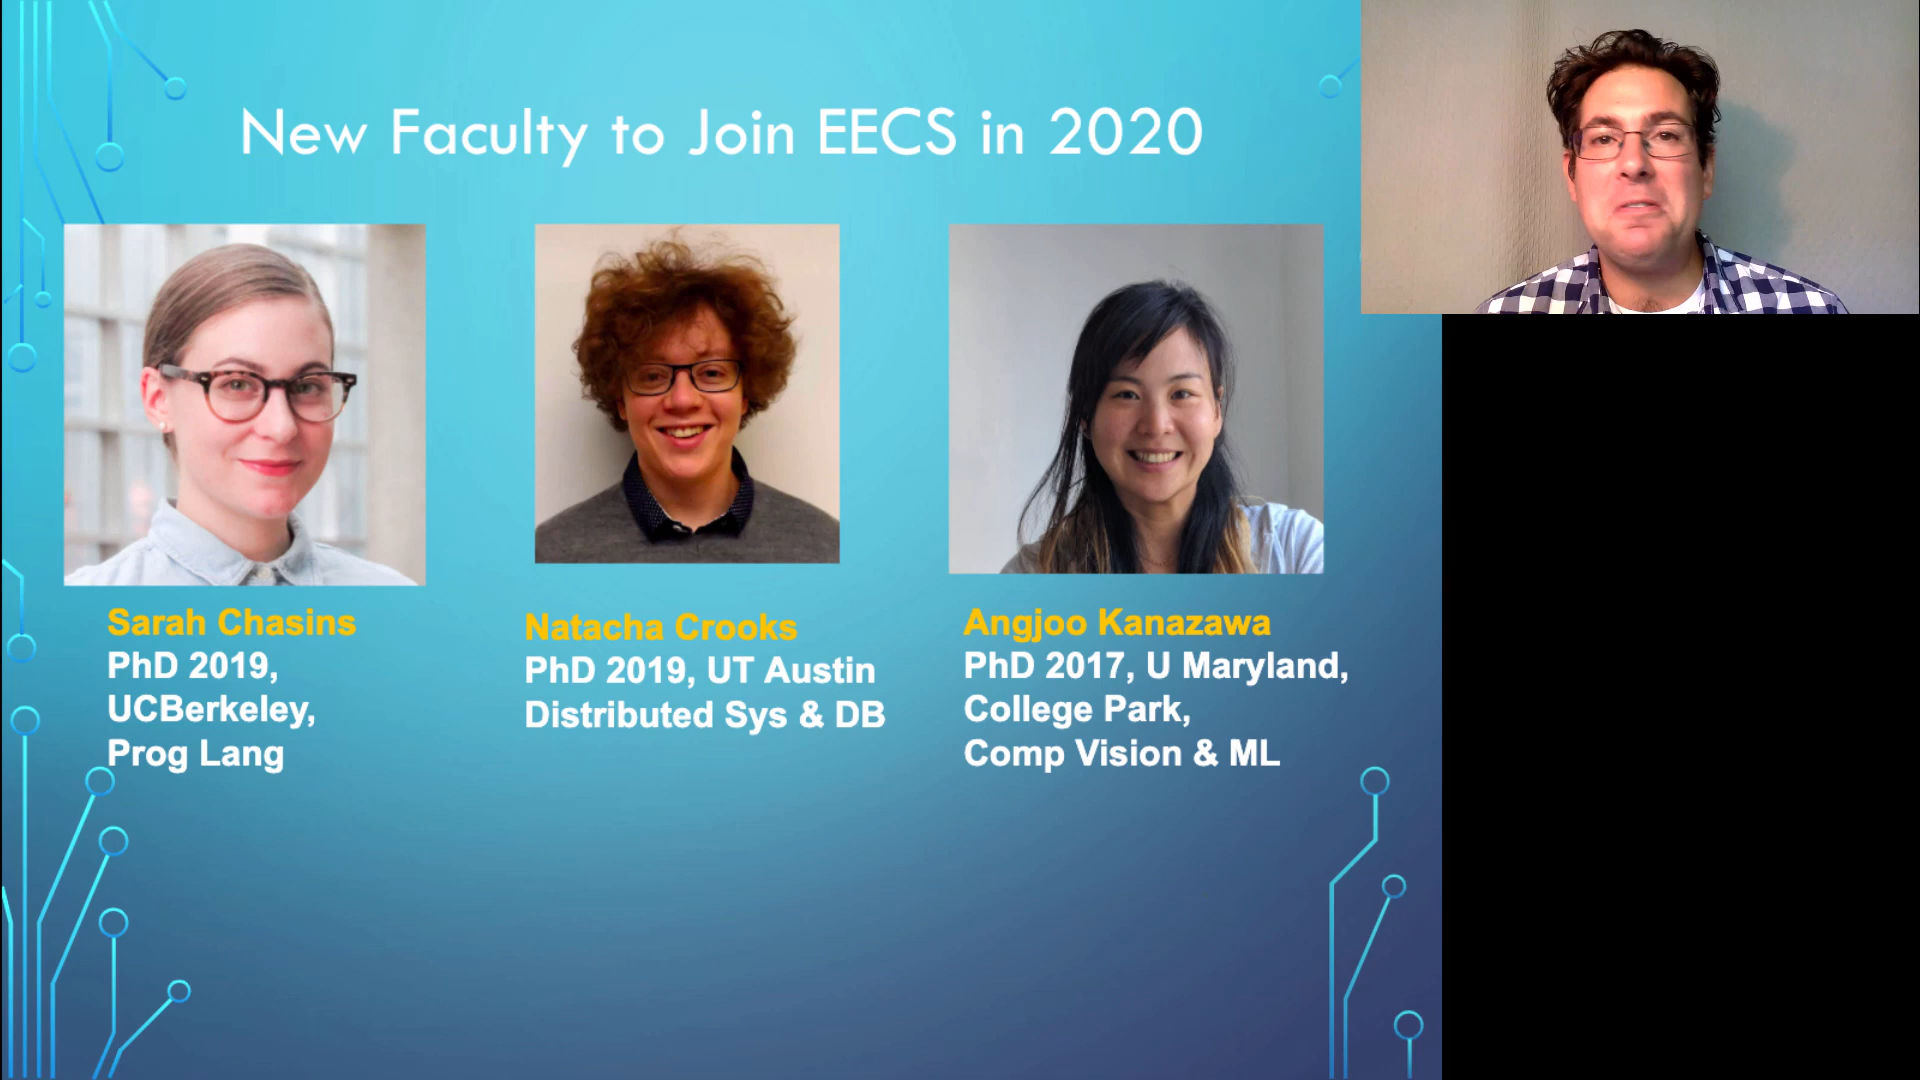 New Faculty to Join EECS in 2020
Sarah Chasins
PhD 2019,
UCBerkeley,
Prog Lang
Natacha Crooks
PhD 2019, UT Austin
Distributed Sys & DB
Angjoo Kanazawa
PhD 2017, U Maryland,
College Park,
Comp Vision & ML